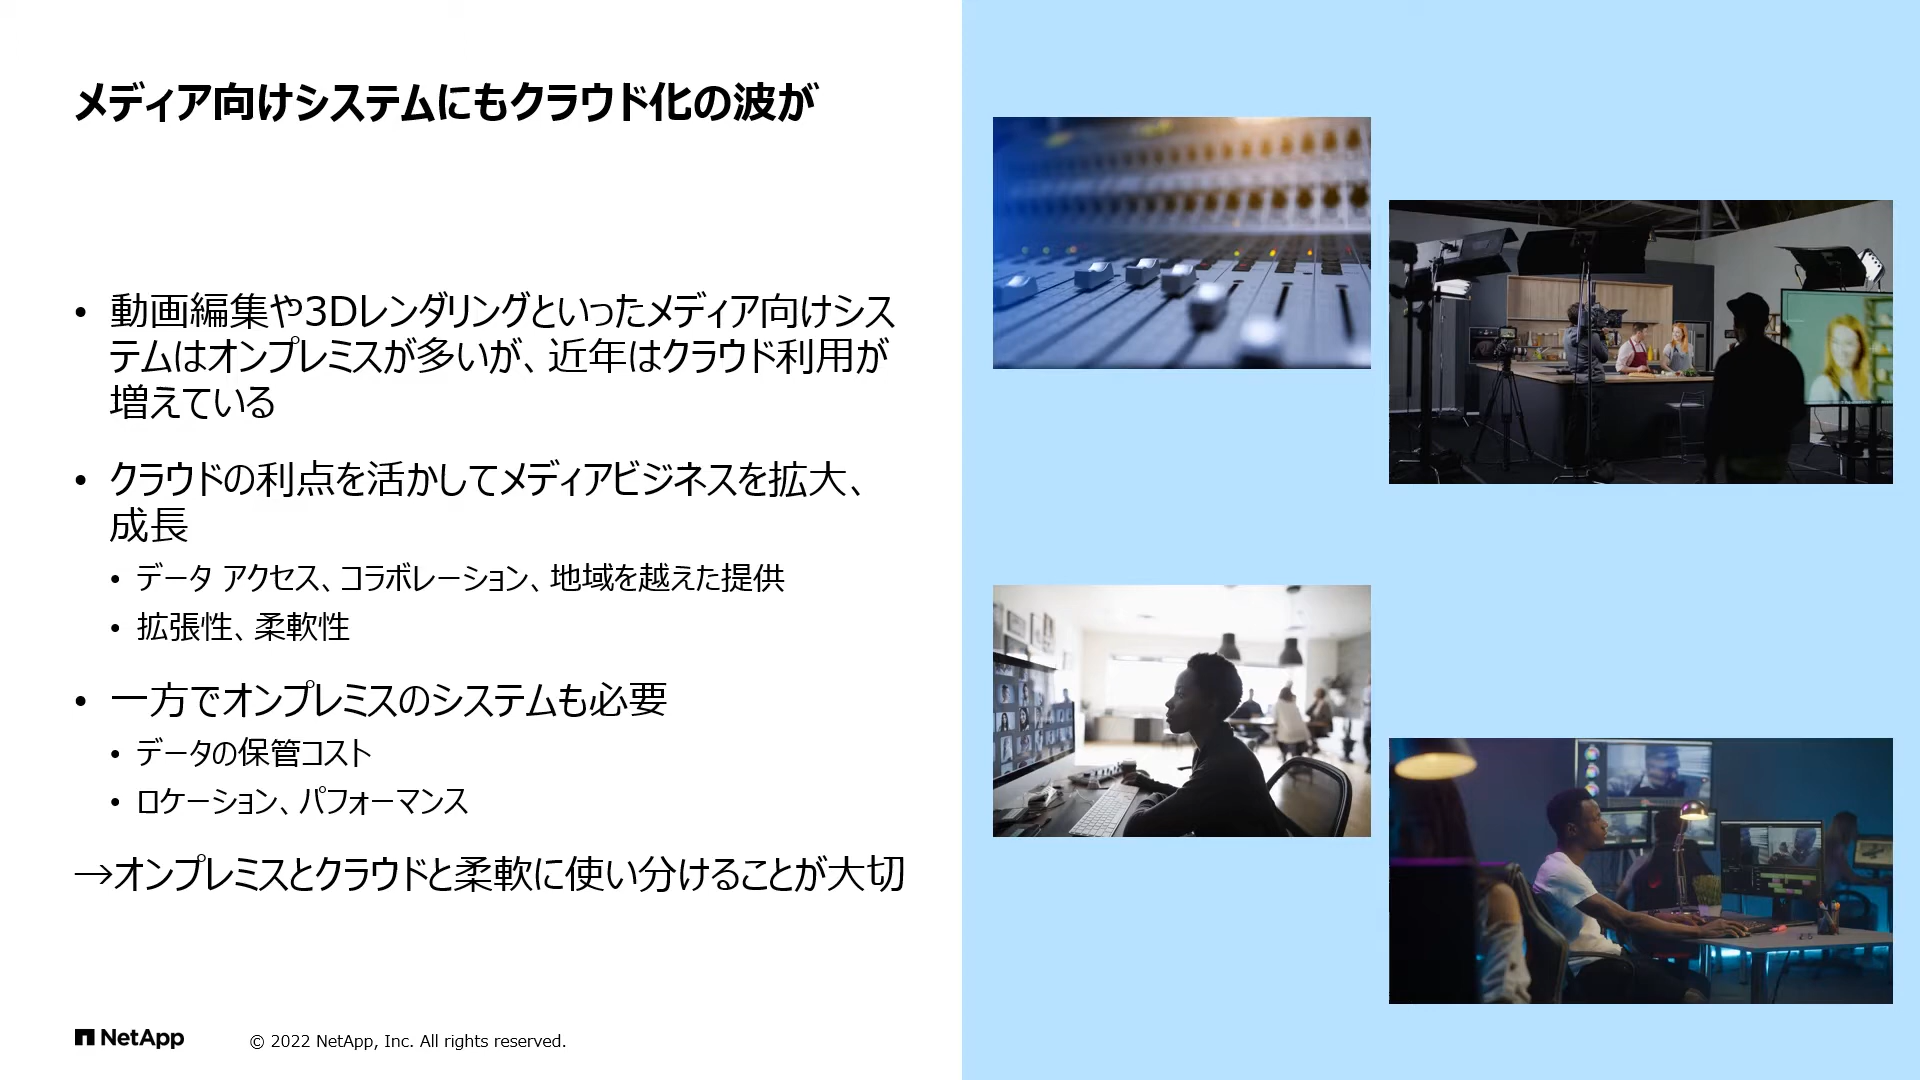 メディア向けシステムにもクラウド化の波が
• 動画編集や3Dレンダリングといったメディア向けシス
テムはオンプレミスが多いが、近年はクラウド利用が
増えている
• クラウドの利点を活かしてメディアビジネスを拡大、
成長
• データ アクセス、コラボレーション、地域を越えた提供
• 拡張性、柔軟性
• 一方でオンプレミスのシステムも必要
• データの保管コスト
• ロケーション、パフォーマンス
→オンプレミスとクラウドと柔軟に使い分けることが大切
NetApp
© 2022 NetApp, Inc. All rights reserved.